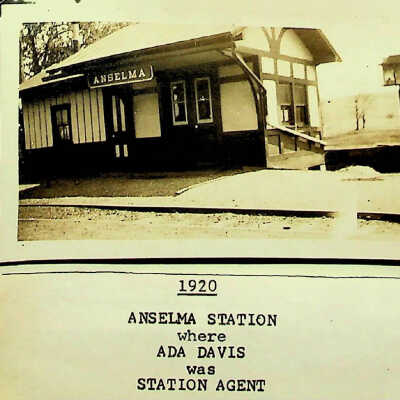 ANSELMA
1920
ANSELMA STATION
where
ADA DAVIS
was
STATION AGENT